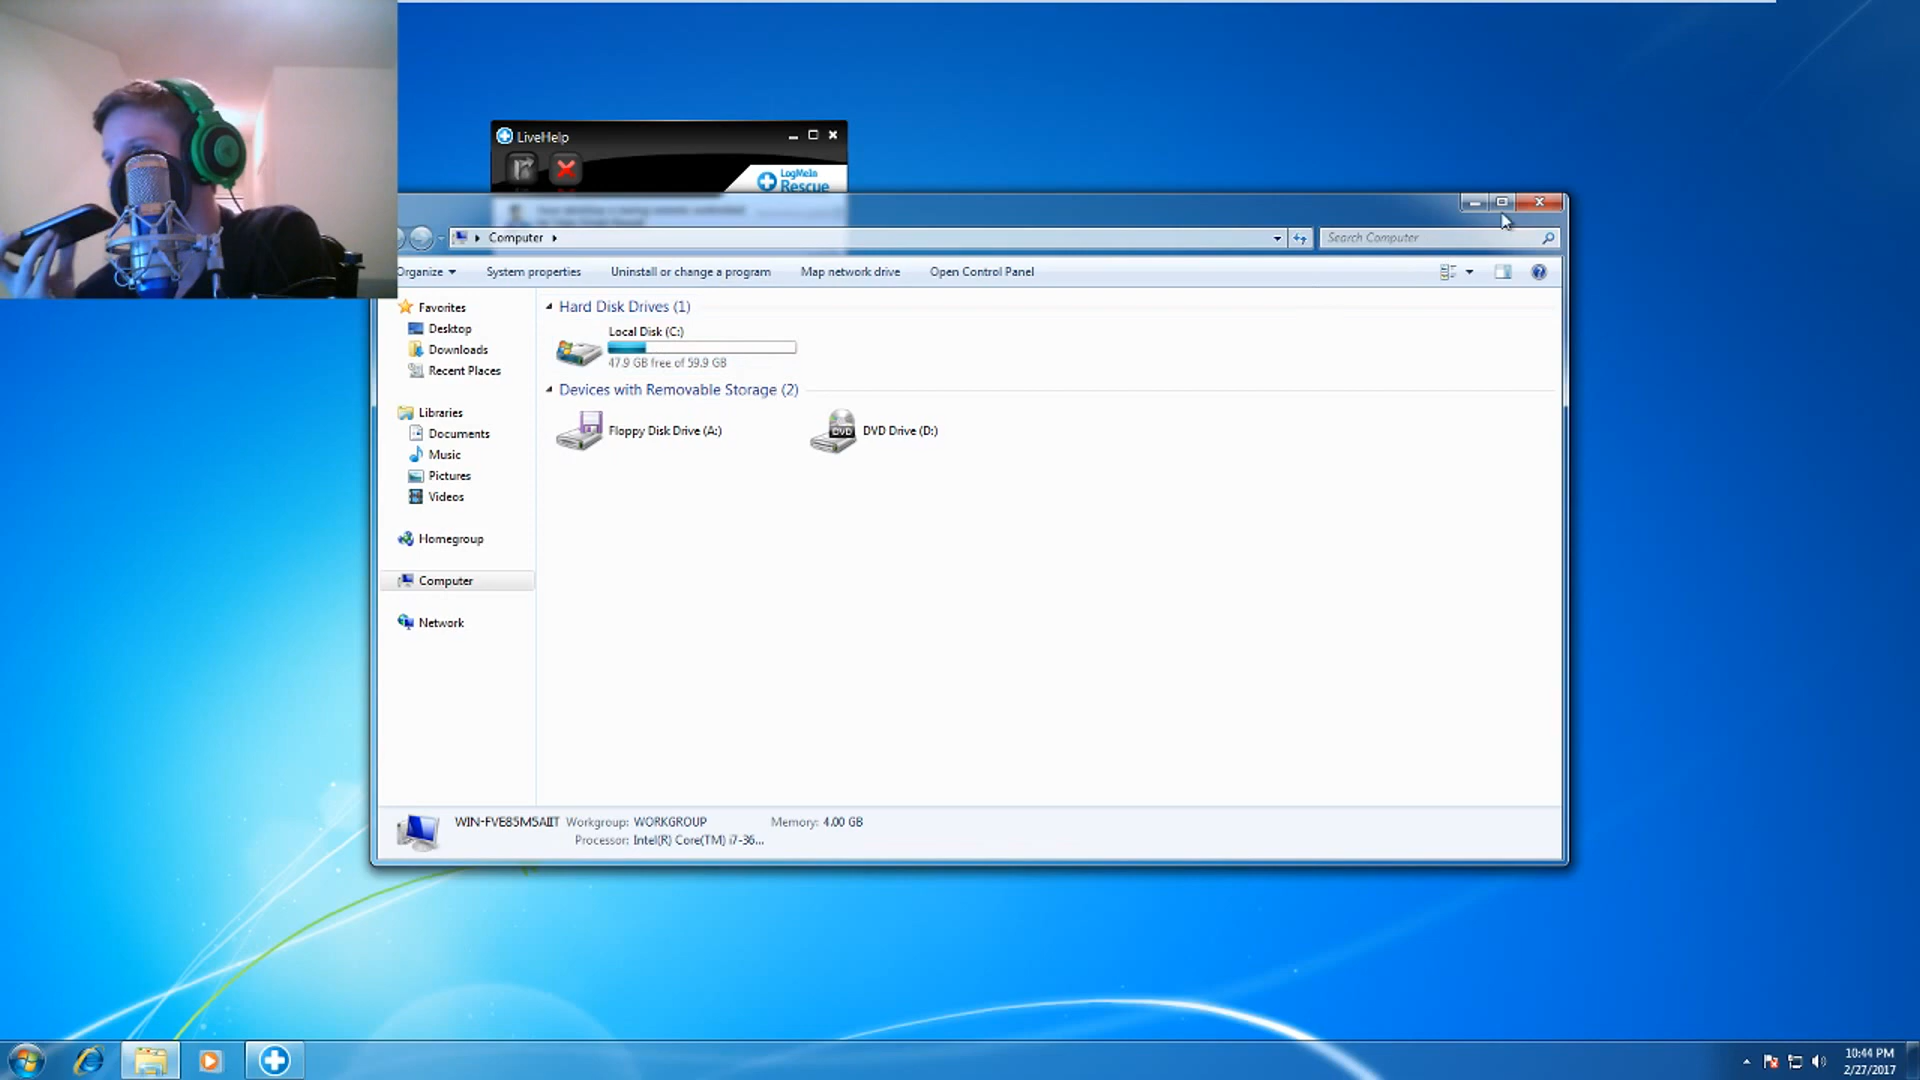 LiveHelp
LogMeIn
Rescue
Computer
Search Computer
Organize
System properties
Uninstall or change a program
Map network drive
Open Control Panel
Favorites
Desktop
Downloads
Recent Places
Libraries
Documents
Music
Pictures
Videos
Homegroup
Computer
Network
Hard Disk Drives (1)
Local Disk (C:)
47.9 GB free of 59.9 GB
Devices with Removable Storage (2)
Floppy Disk Drive (A:)
DVD
DVD Drive (D:)
WIN-FVE85M5AIIT Workgroup: WORKGROUP Memory: 4.00 GB
Processor: Intel(R) Core(TM) i7-36...
10:44 PM
2/27/2017